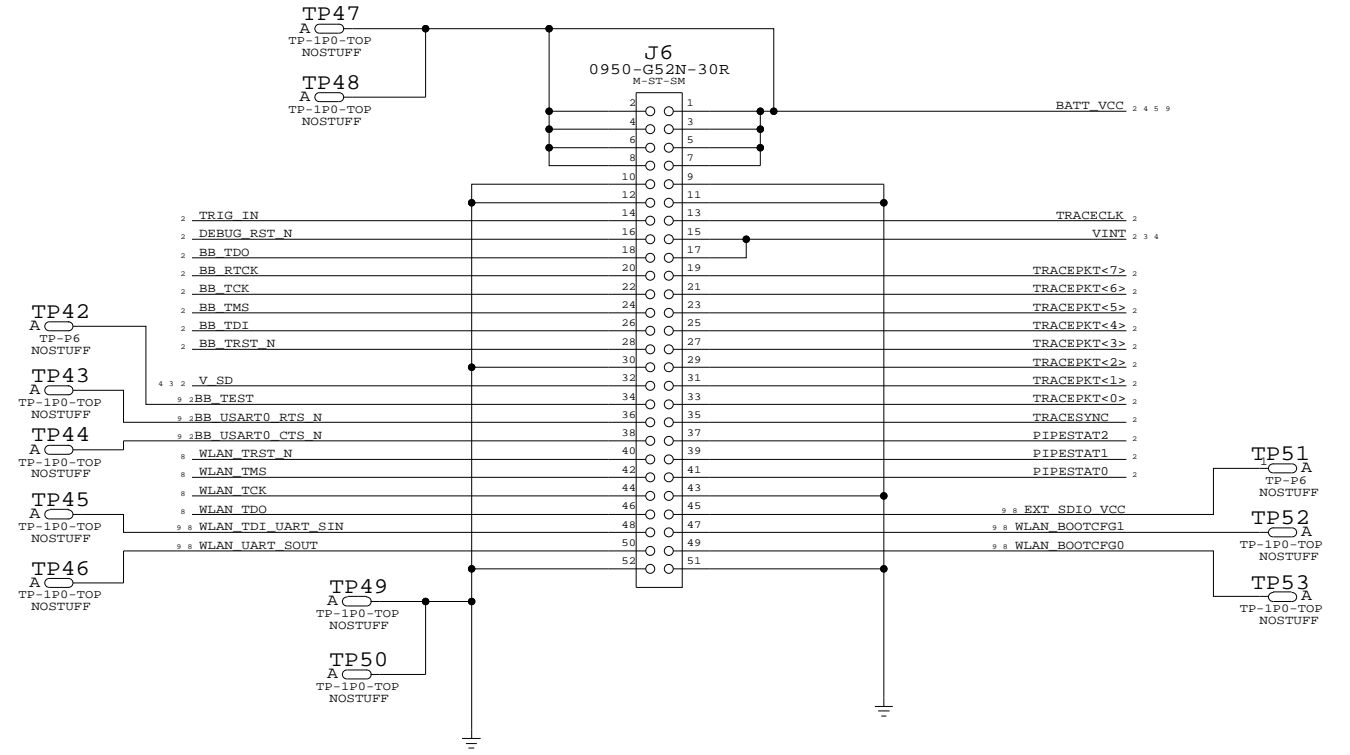 TP47
A
TP-1P0-TOP
NOSTUFF
TP48
A
TP-1P0-TOP
NOSTUFF
J6
0950-G52N-30R
M-ST-SM
2 1 BATT_VCC 2 4 5 9
4 3
6 5
8 7
10 9
12 11
2 TRIG_IN 14 13 TRACECLK 2
2 DEBUG_RST_N 16 15 VINT 2 3 4
2 BB_TDO 18 17
2 BB_RTCK 20 19 TRACEPKT<7> 2
2 BB_TCK 22 21 TRACEPKT<6> 2
2 BB_TMS 24 23 TRACEPKT<5> 2
2 BB_TDI 26 25 TRACEPKT<4> 2
2 BB_TRST_N 28 27 TRACEPKT<3> 2
30 29 TRACEPKT<2> 2
4 3 2 V_SD 32 31 TRACEPKT<1> 2
9 2 BB_TEST 34 33 TRACEPKT<0> 2
9 2 BB_USART0_RTS_N 36 35 TRACESYNC 2
9 2 BB_USART0_CTS_N 38 37 PIPESTAT2 2
8 WLAN_TRST_N 40 39 PIPESTAT1 2
8 WLAN_TMS 42 41 PIPESTAT0 2
8 WLAN_TCK 44 43
8 WLAN_TDO 46 45 9 8 EXT_SDIO_VCC
9 8 WLAN_TDI_UART_SIN 48 47 9 8 WLAN_BOOTCFG1
9 8 WLAN_UART_SOUT 50 49 9 8 WLAN_BOOTCFG0
52 51
TP42
A
TP-P6
NOSTUFF
TP43
A
TP-1P0-TOP
NOSTUFF
TP44
A
TP-1P0-TOP
NOSTUFF
TP45
A
TP-1P0-TOP
NOSTUFF
TP46
A
TP-1P0-TOP
NOSTUFF
TP49
A
TP-1P0-TOP
NOSTUFF
TP50
A
TP-1P0-TOP
NOSTUFF
TP51
1 A
TP-P6
NOSTUFF
TP52
A
TP-1P0-TOP
NOSTUFF
TP53
A
TP-1P0-TOP
NOSTUFF